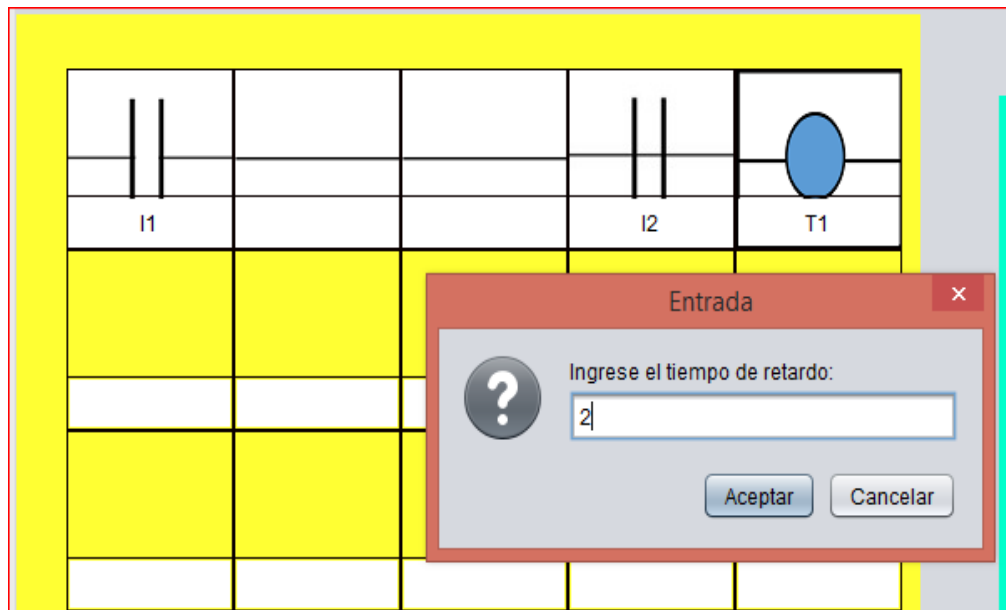 I1 I2 T1
Entrada
x
Ingrese el tiempo de retardo:
?
2
Aceptar Cancelar